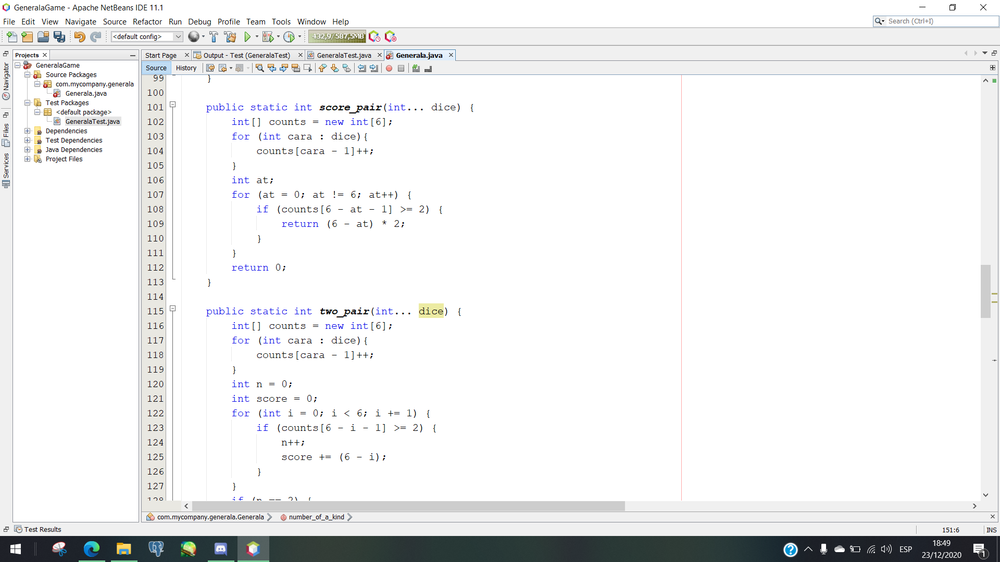 GeneralaGame - Apache NetBeans IDE 11.1
File Edit View Navigate Source Refactor Run Debug Profile Team Tools Window Help
Search (Ctrl+I)
<default config>
432,9/587,5MB
Projects
Start Page
Output - Test (GeneralaTest)
GeneralaTest.java
Generala.java
Navigator
Files
Services
GeneralaGame
Source Packages
com.mycompany.generala
Generala.java
Test Packages
<default package>
GeneralaTest.java
Dependencies
Test Dependencies
Java Dependencies
Project Files
Source History
99 }
100
101 public static int score_pair(int... dice) {
102 int[] counts = new int[6];
103 for (int cara : dice){
104 counts[cara - 1]++;
105 }
106 int at;
107 for (at = 0; at != 6; at++) {
108 if (counts[6 - at - 1] >= 2) {
109 return (6 - at) * 2;
110 }
111 }
112 return 0;
113 }
114
115 public static int two_pair(int... dice) {
116 int[] counts = new int[6];
117 for (int cara : dice){
118 counts[cara - 1]++;
119 }
120 int n = 0;
121 int score = 0;
122 for (int i = 0; i < 6; i += 1) {
123 if (counts[6 - i - 1] >= 2) {
124 n++;
125 score += (6 - i);
126 }
127 }
128 if (n == 2) {
com.mycompany.generala.Generala
number_of_a_kind
Test Results
151:6
INS
ESP
18:49
23/12/2020
1